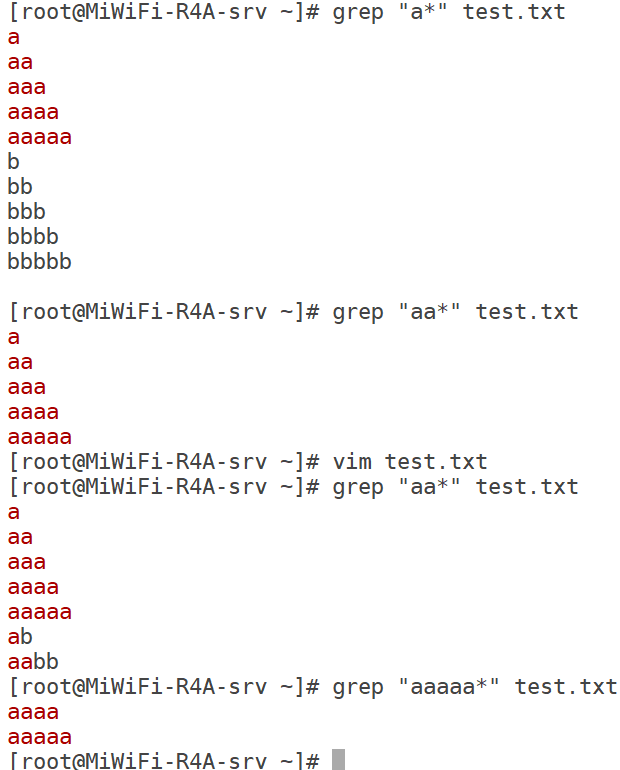 [root@MiWiFi-R4A-srv ~]# grep "a*" test.txt
a
aa
aaa
aaaa
aaaaa
b
bb
bbb
bbbb
bbbbb

[root@MiWiFi-R4A-srv ~]# grep "aa*" test.txt
a
aa
aaa
aaaa
aaaaa
[root@MiWiFi-R4A-srv ~]# vim test.txt
[root@MiWiFi-R4A-srv ~]# grep "aa*" test.txt
a
aa
aaa
aaaa
aaaaa
ab
aabb
[root@MiWiFi-R4A-srv ~]# grep "aaaaa*" test.txt
aaaa
aaaaa
[root@MiWiFi-R4A-srv ~]#